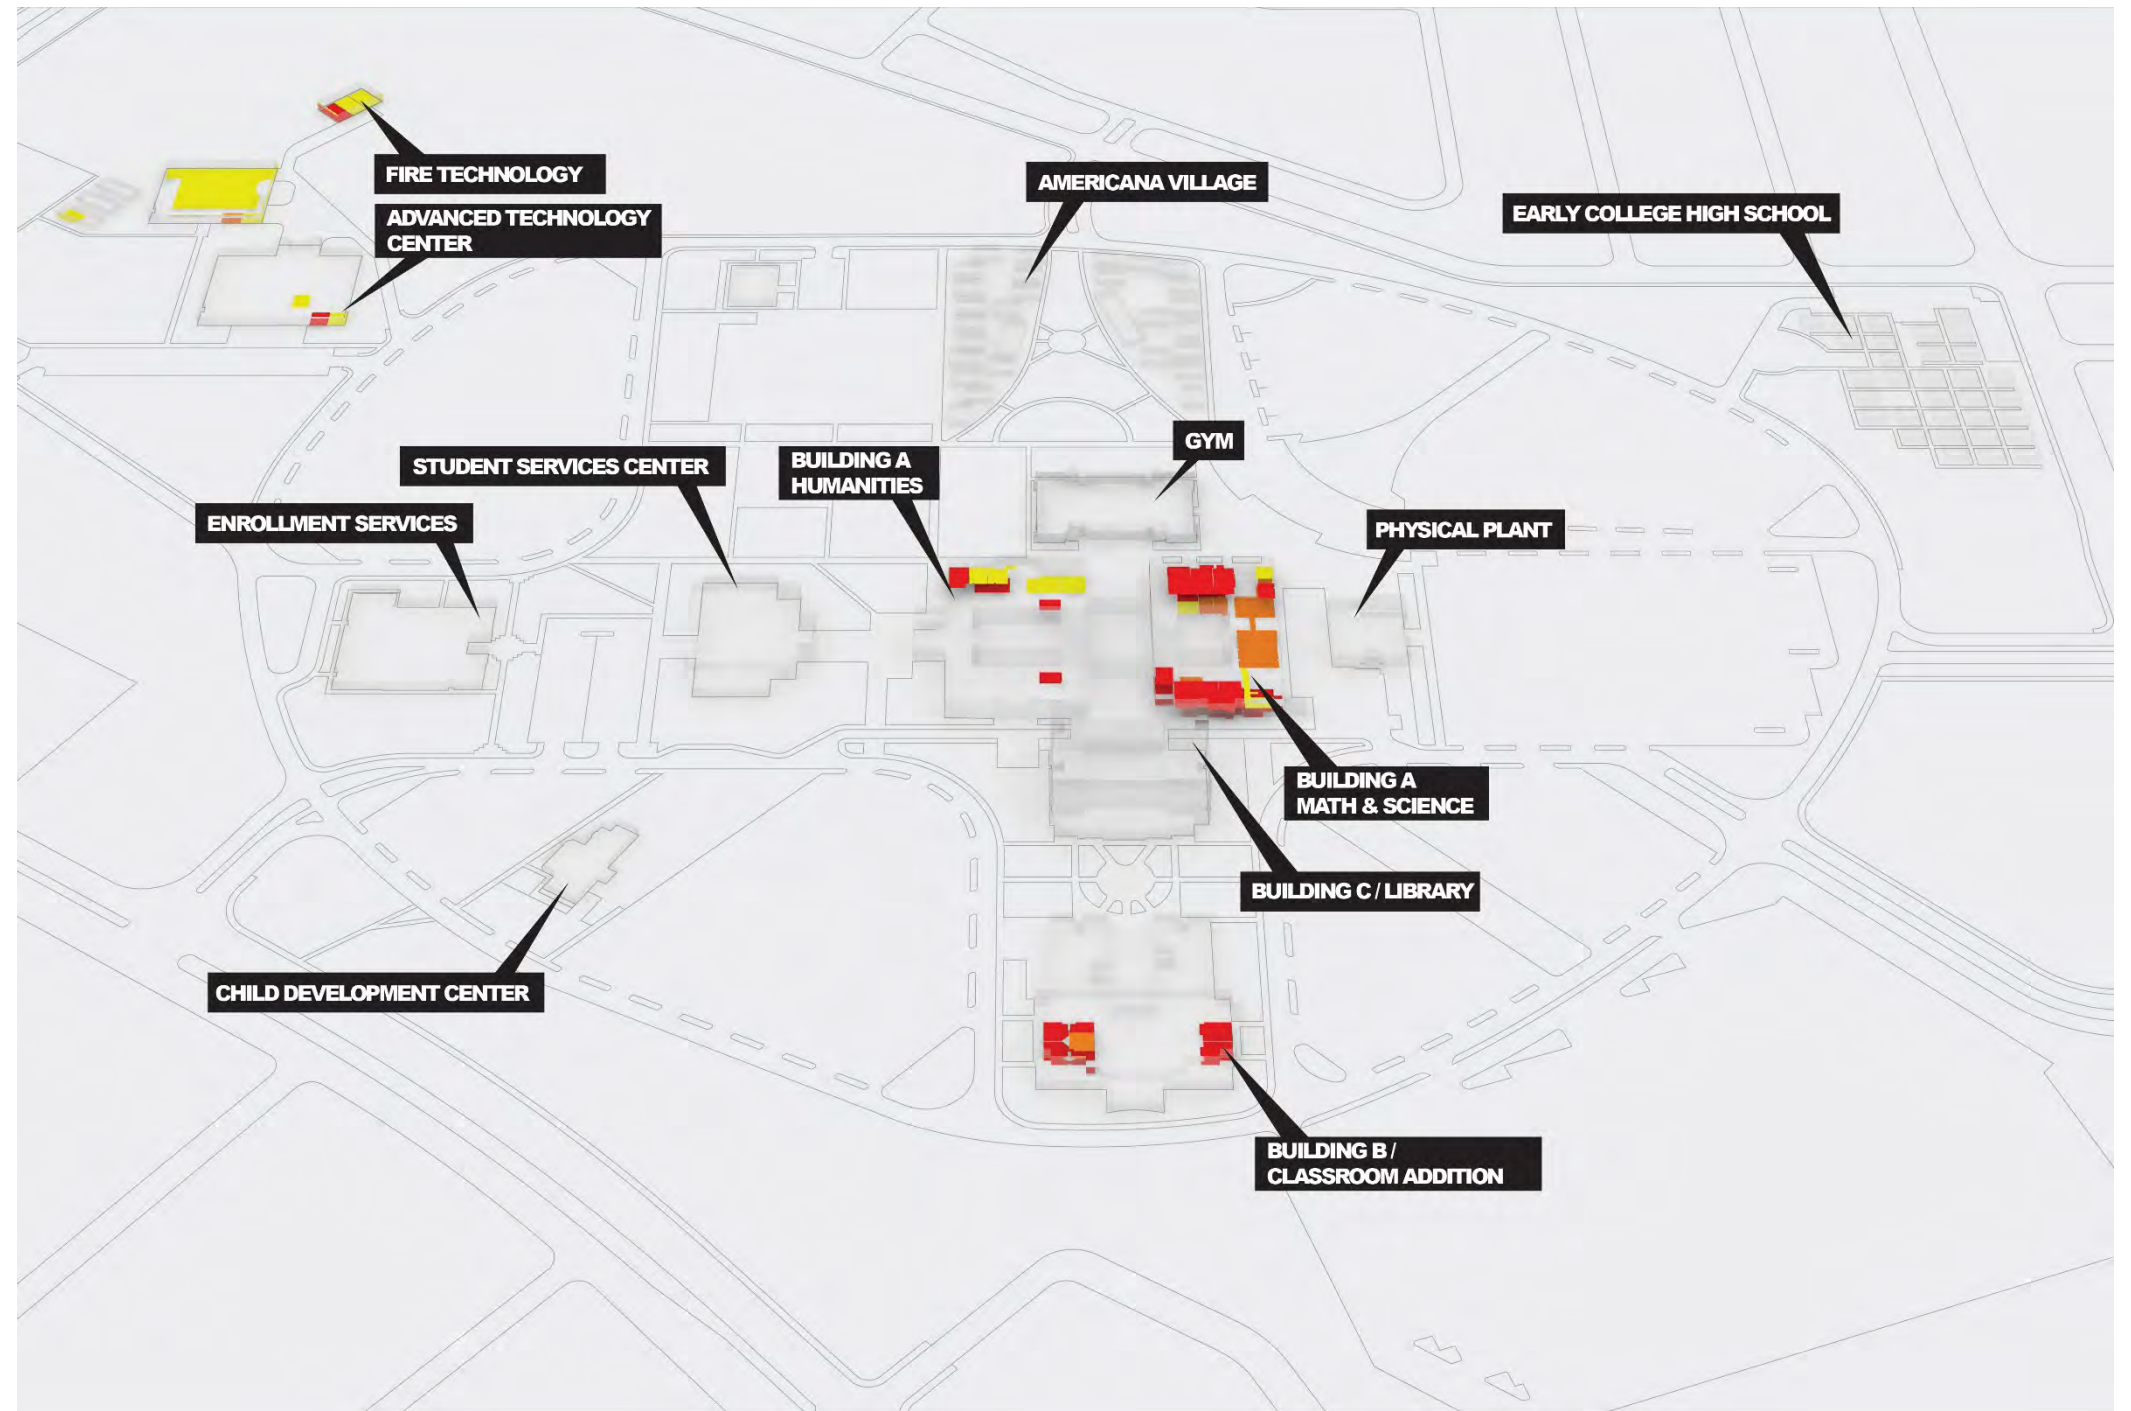 FIRE TECHNOLOGY
AMERICANA VILLAGE
EARLY COLLEGE HIGH SCHOOL
ADVANCED TECHNOLOGY
CENTER
GYM
STUDENT SERVICES CENTER
BUILDING A
HUMANITIES
ENROLLMENT SERVICES
PHYSICAL PLANT
BUILDING A
MATH & SCIENCE
BUILDING C / LIBRARY
CHILD DEVELOPMENT CENTER
BUILDING B /
CLASSROOM ADDITION